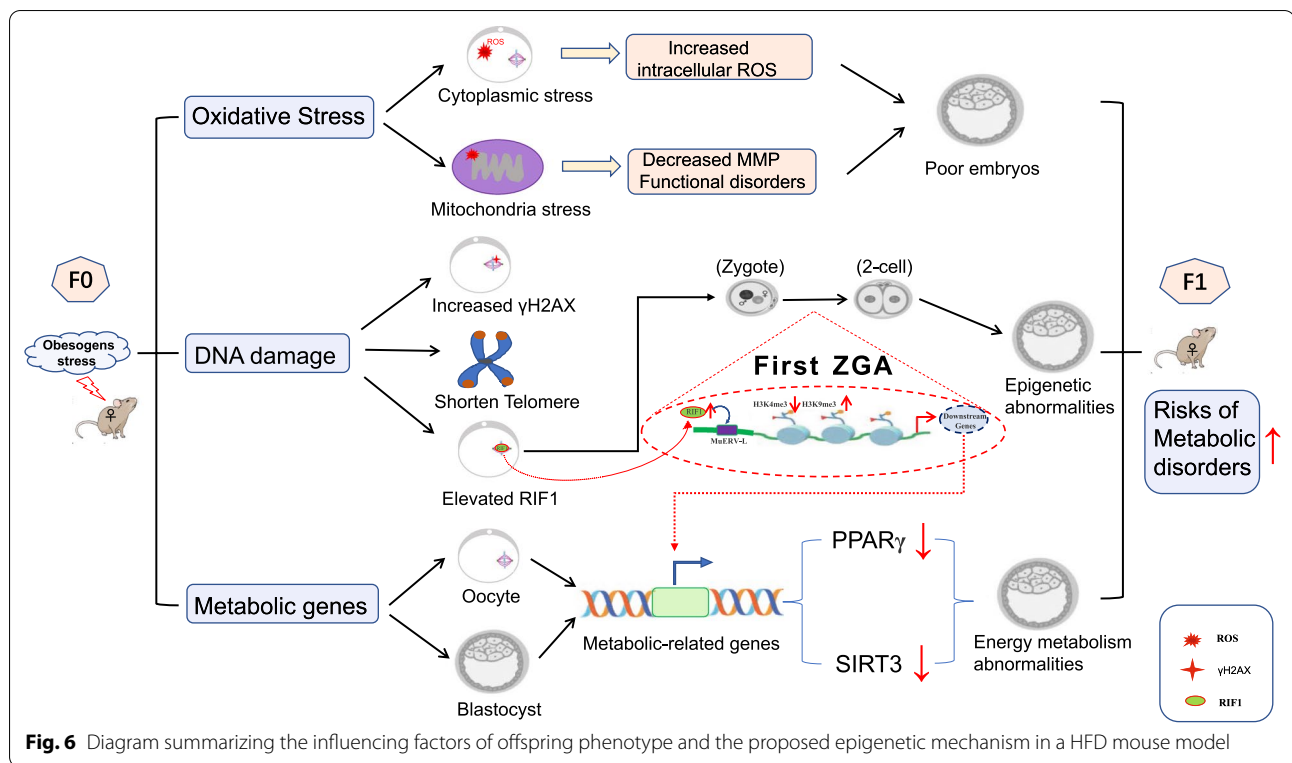 ROS
Cytoplasmic stress
Increased
intracellular ROS
Oxidative Stress
Mitochondria stress
Decreased MMP
Functional disorders
Poor embryos
F0
Obesogens
stress
♀
DNA damage
Increased γH2AX
Shorten Telomere
RIF1
Elevated RIF1
(Zygote)
(2-cell)
First ZGA
H3K4me3
H3K9me3
RIF1
MuERV-L
Downstream
Genes
Epigenetic
abnormalities
F1
♀
Risks of
Metabolic
disorders
Metabolic genes
Oocyte
Blastocyst
Metabolic-related genes
PPARγ
SIRT3
Energy metabolism
abnormalities
ROS
γH2AX
RIF1
Fig. 6 Diagram summarizing the influencing factors of offspring phenotype and the proposed epigenetic mechanism in a HFD mouse model